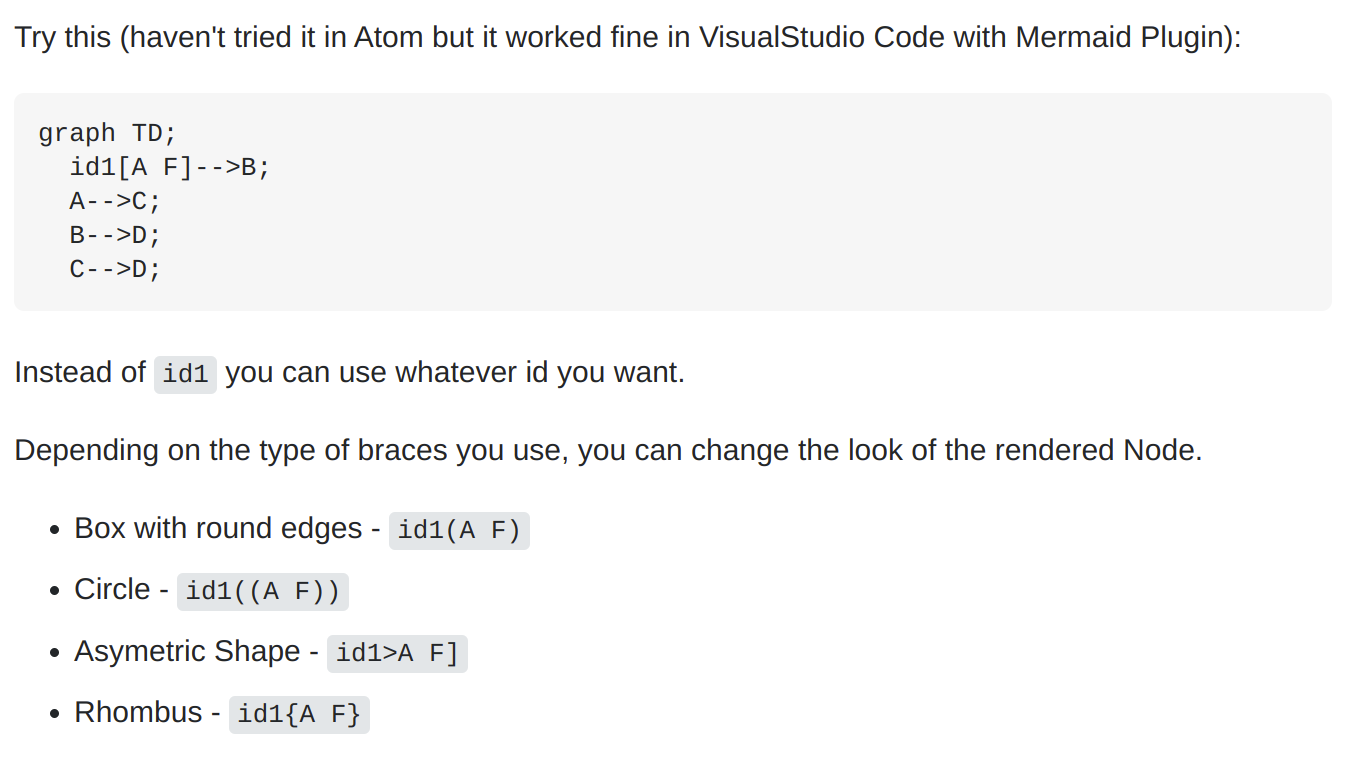 Try this (haven't tried it in Atom but it worked fine in VisualStudio Code with Mermaid Plugin):
graph TD;
  id1[A F]-->B;
  A-->C;
  B-->D;
  C-->D;
Instead of id1 you can use whatever id you want.
Depending on the type of braces you use, you can change the look of the rendered Node.
• Box with round edges - id1(A F)
• Circle - id1((A F))
• Asymetric Shape - id1>A F]
• Rhombus - id1{A F}